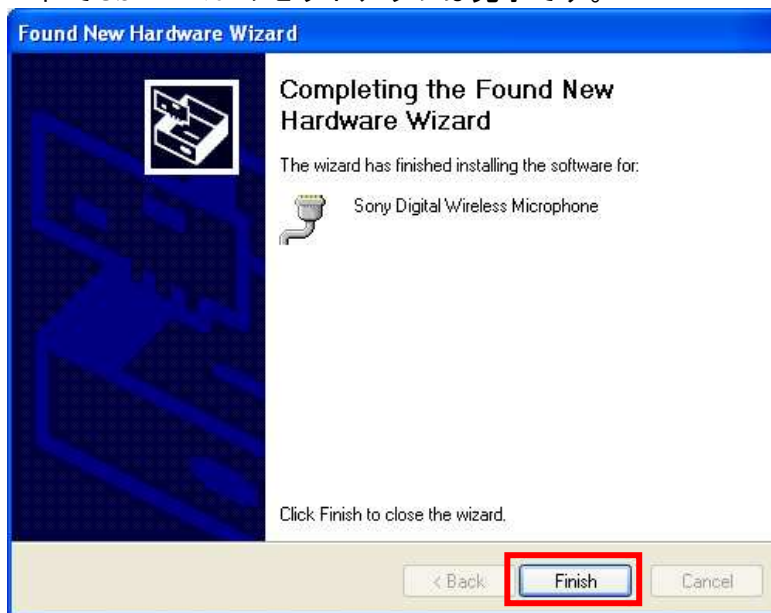 Found New Hardware Wizard
Completing the Found New
Hardware Wizard
The wizard has finished installing the software for:
Sony Digital Wireless Microphone
Click Finish to close the wizard.
< Back
Finish
Cancel